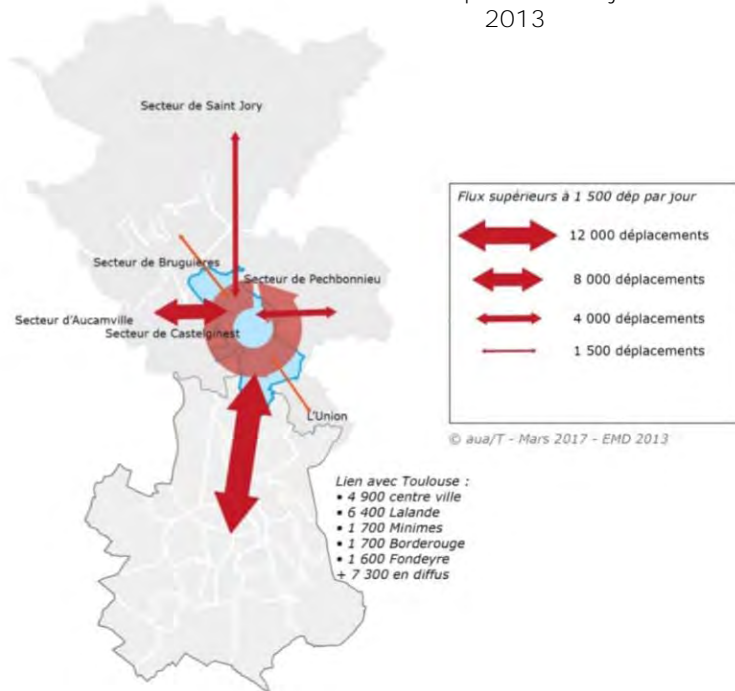 2013
Secteur de Saint Jory
Secteur de Bruguières
Secteur de Pechbonnieu
Secteur d'Aucamville
Secteur de Castelginest
L'Union
Flux supérieurs à 1 500 dép par jour
12 000 déplacements
8 000 déplacements
4 000 déplacements
1 500 déplacements
© aua/T - Mars 2017 - EMD 2013
Lien avec Toulouse :
• 4 900 centre ville
• 6 400 Lalande
• 1 700 Minimes
• 1 700 Borderouge
• 1 600 Fondeyre
+ 7 300 en diffus